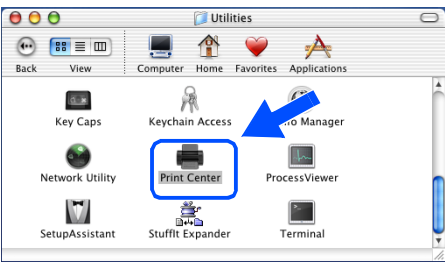 Utilities
Back View Computer Home Favorites Applications
Key Caps Keychain Access Manager
Network Utility Print Center ProcessViewer
SetupAssistant StuffIt Expander Terminal